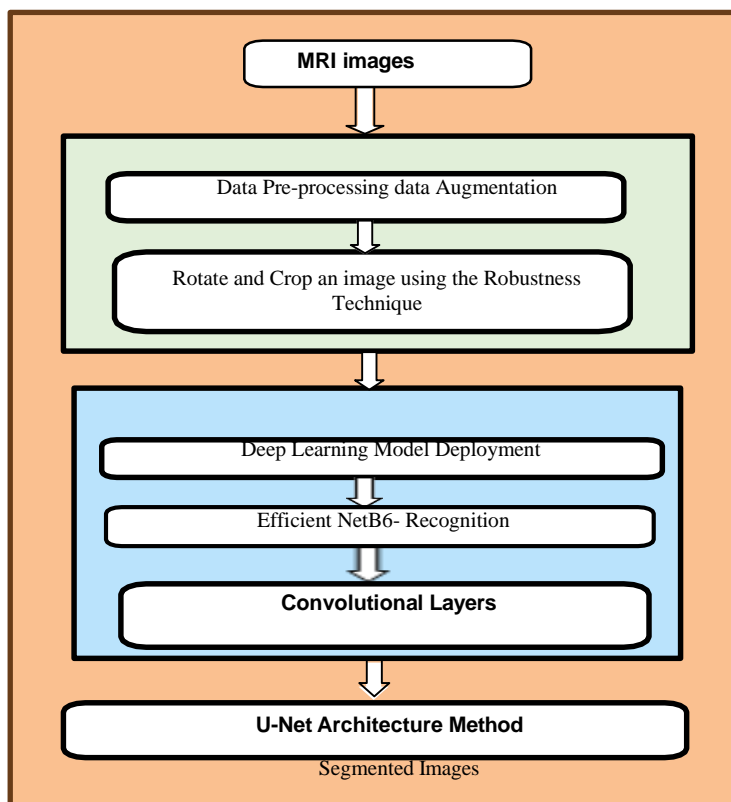 MRI images
Data Pre-processing data Augmentation
Rotate and Crop an image using the Robustness
Technique
Deep Learning Model Deployment
Efficient NetB6- Recognition
Convolutional Layers
U-Net Architecture Method
Segmented Images